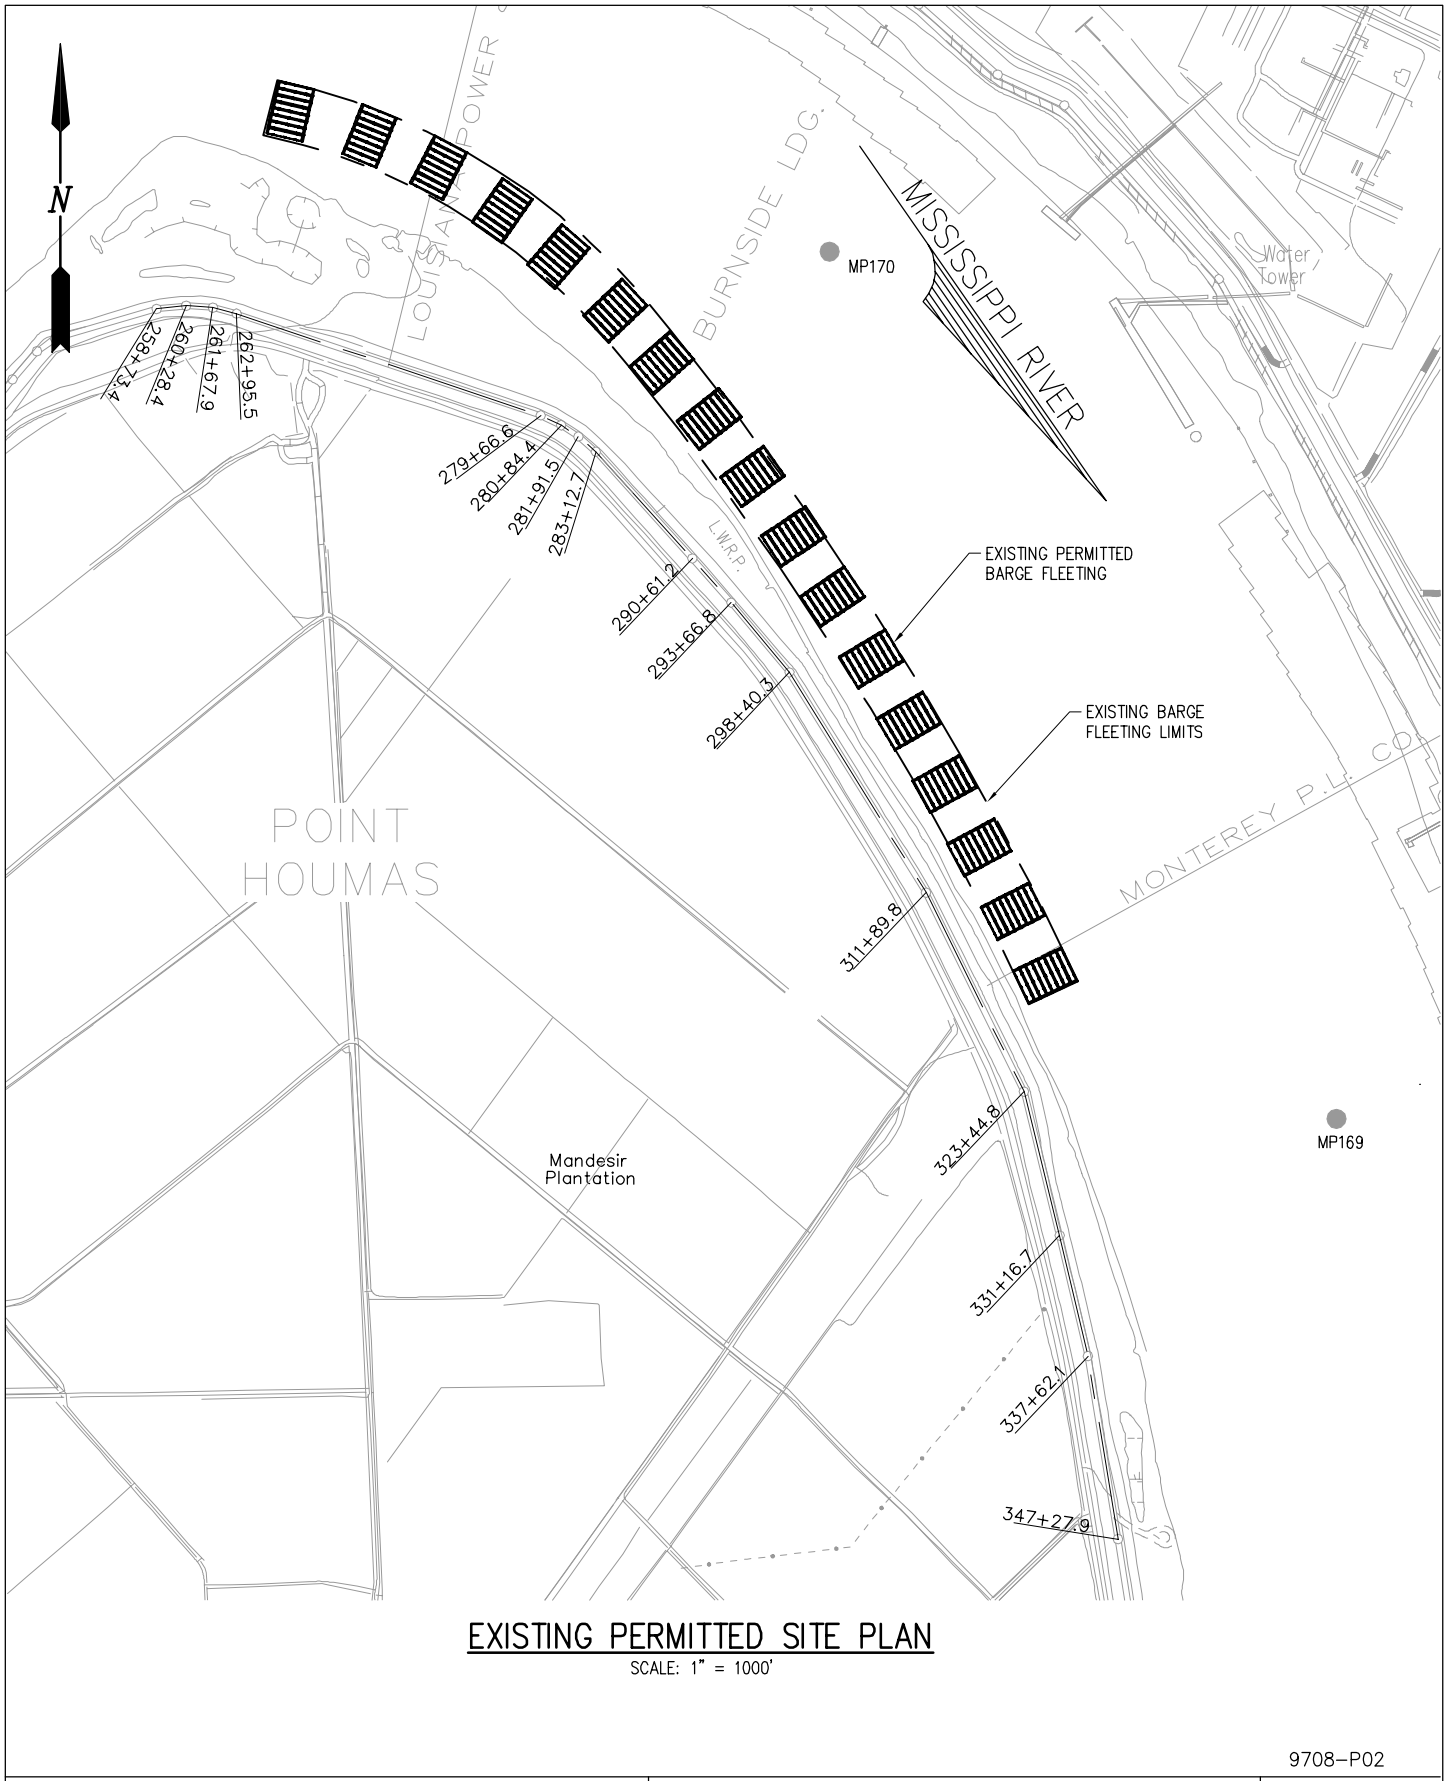 N
LOUISIANA POWER
BURNSIDE LDG.
MP170
MISSISSIPPI RIVER
Water
Tower
258+73.4
260+28.4
261+67.9
262+95.5
279+66.6
280+84.4
281+91.5
283+12.7
L.W.R.P.
290+61.2
293+66.8
298+40.3
EXISTING PERMITTED
BARGE FLEETING
EXISTING BARGE
FLEETING LIMITS
MONTEREY P.L. CO.
POINT
HOUMAS
311+89.8
323+44.8
MP169
Mandesir
Plantation
331+16.7
337+62.1
347+27.9
EXISTING PERMITTED SITE PLAN
SCALE: 1" = 1000'
9708-P02